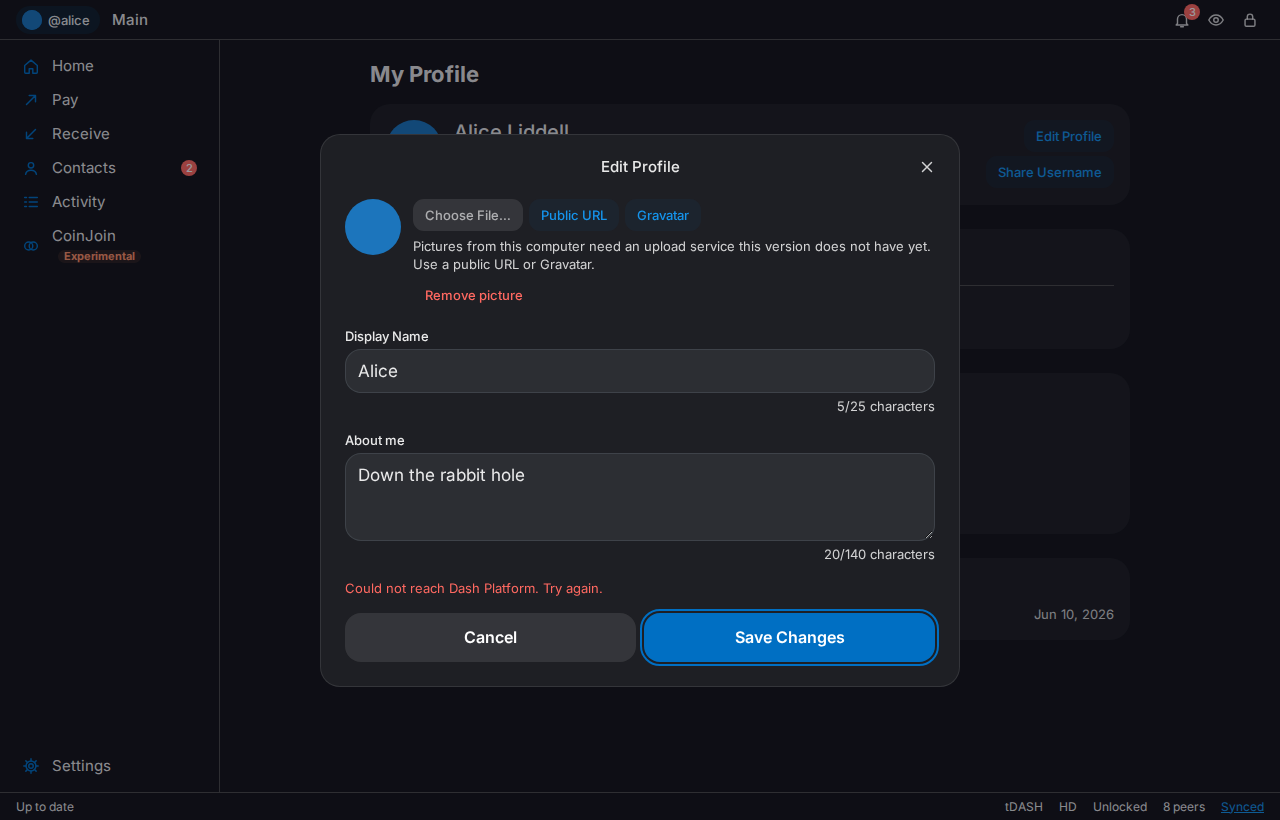 @alice
Main
3
Home
Pay
Receive
Contacts
2
Activity
CoinJoin
Experimental
Settings
My Profile
Alice Liddell
Edit Profile
Share Username
Edit Profile
Choose File...
Public URL
Gravatar
Pictures from this computer need an upload service this version does not have yet.
Use a public URL or Gravatar.
Remove picture
Display Name
Alice
5/25 characters
About me
Down the rabbit hole
20/140 characters
Could not reach Dash Platform. Try again.
Cancel
Save Changes
Jun 10, 2026
Up to date
tDASH
HD
Unlocked
8 peers
Synced